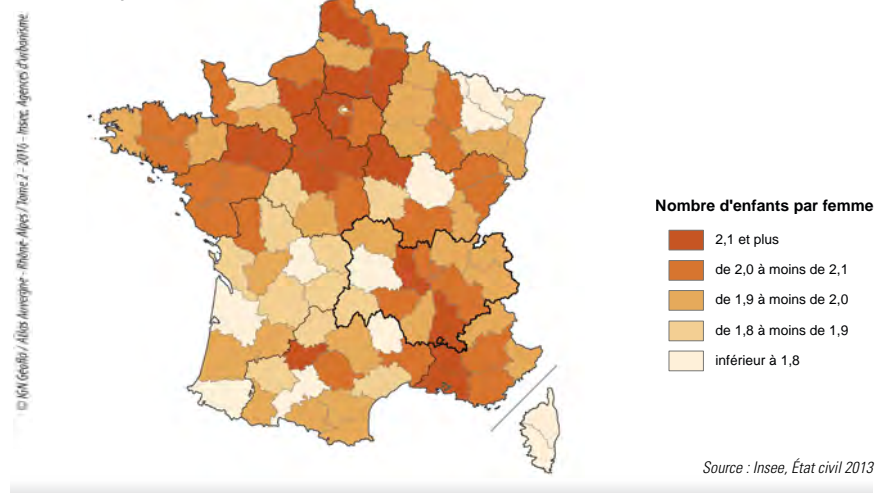 © IGN Géofla / Atlas Auvergne - Rhône-Alpes / Tome 2 - 2016 - Insee, Agences d'urbanisme
Nombre d'enfants par femme
2,1 et plus
de 2,0 à moins de 2,1
de 1,9 à moins de 2,0
de 1,8 à moins de 1,9
inférieur à 1,8
Source : Insee, État civil 2013